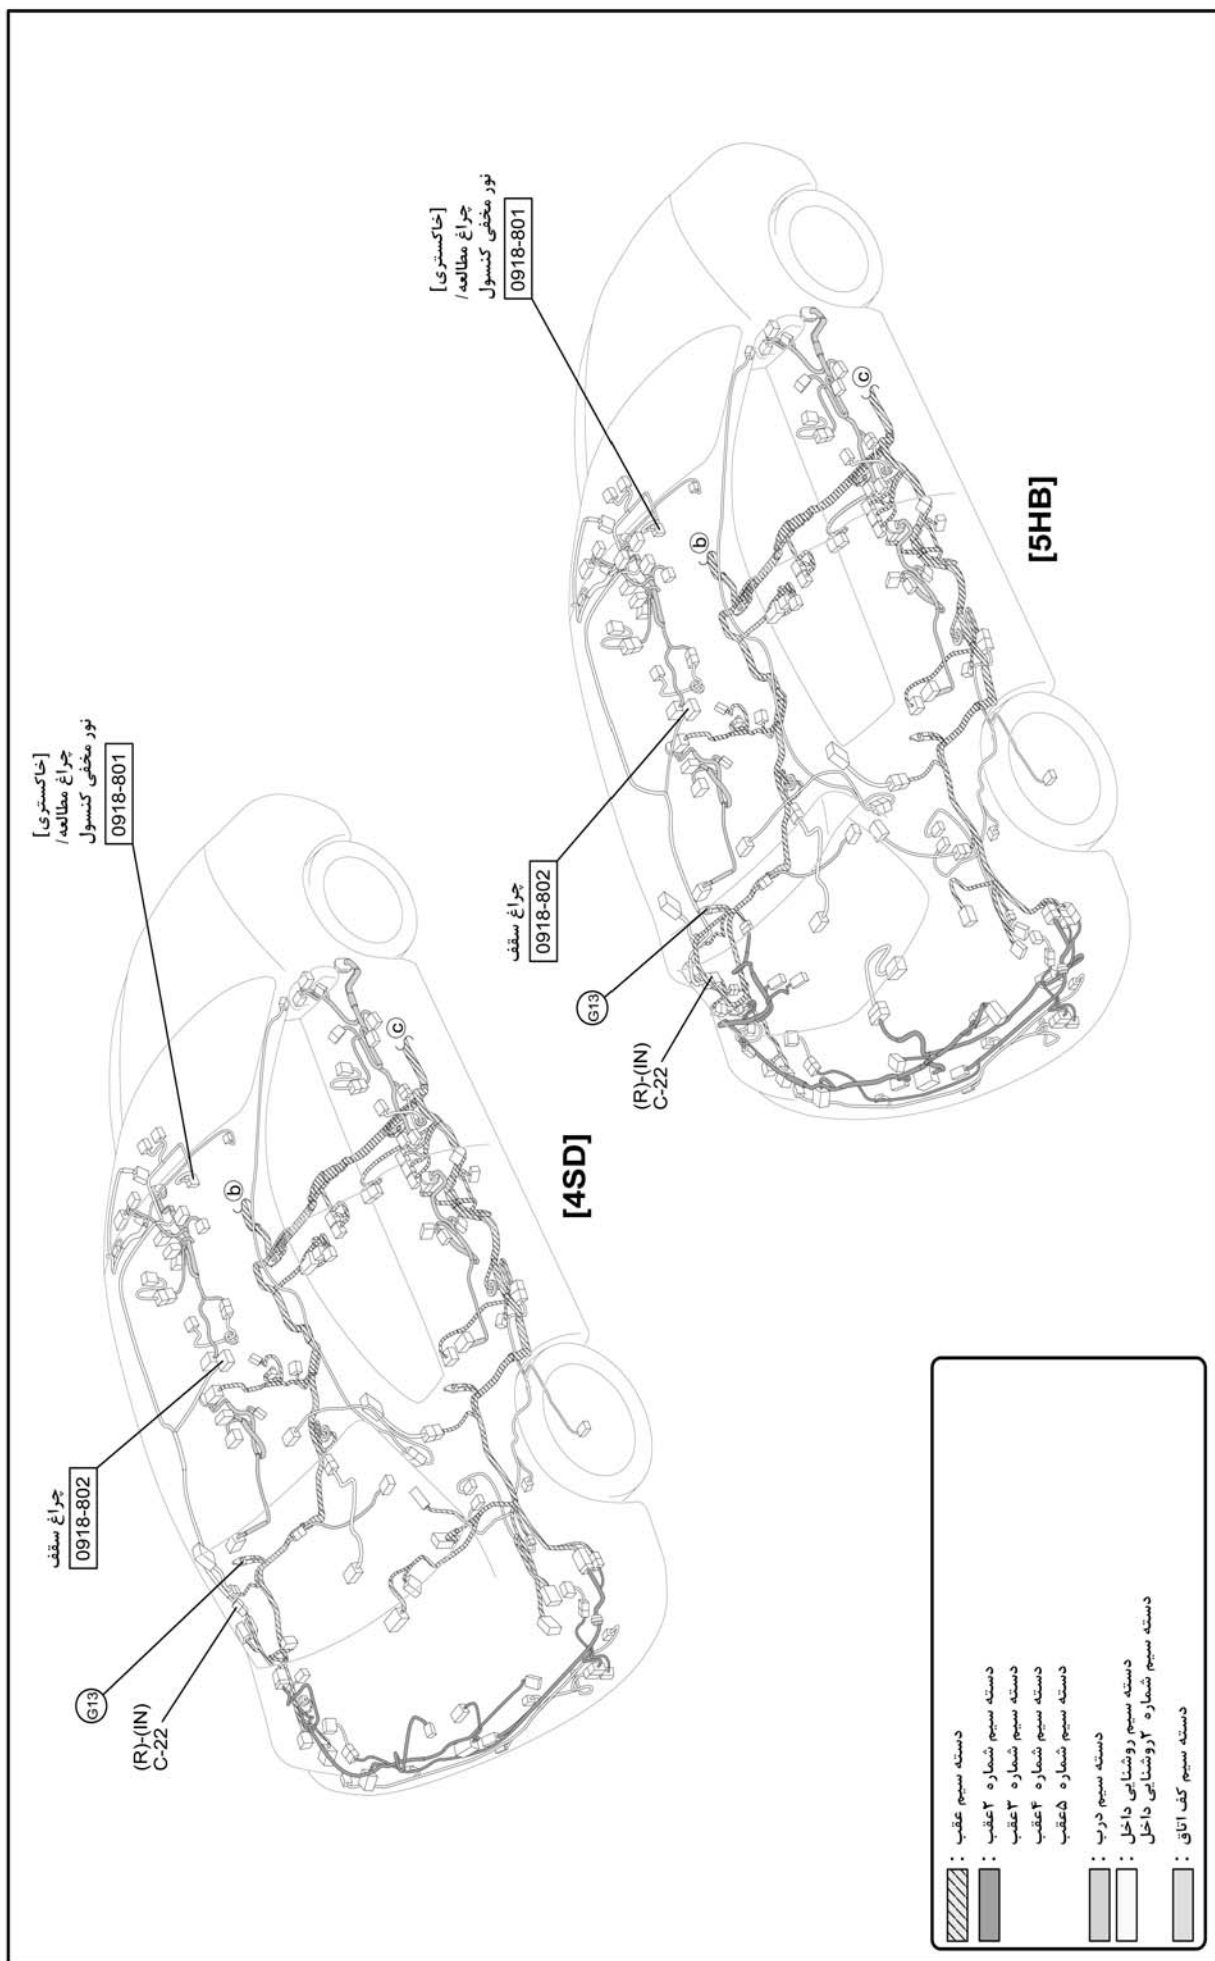 [خاکستری]
چراغ مطالعه/
نور مخفی کنسول
0918-801
چراغ سقف
0918-802
G13
(R)-(IN)
C-22
b
c
[4SD]
[خاکستری]
چراغ مطالعه/
نور مخفی کنسول
0918-801
چراغ سقف
0918-802
G13
(R)-(IN)
C-22
b
c
[5HB]
: دسته سیم عقب
: دسته سیم شماره ۲عقب
دسته سیم شماره ۳عقب
دسته سیم شماره ۴عقب
دسته سیم شماره ۵عقب
: دسته سیم درب
: دسته سیم روشنایی داخل
دسته سیم شماره ۲روشنایی داخل
: دسته سیم کف اتاق